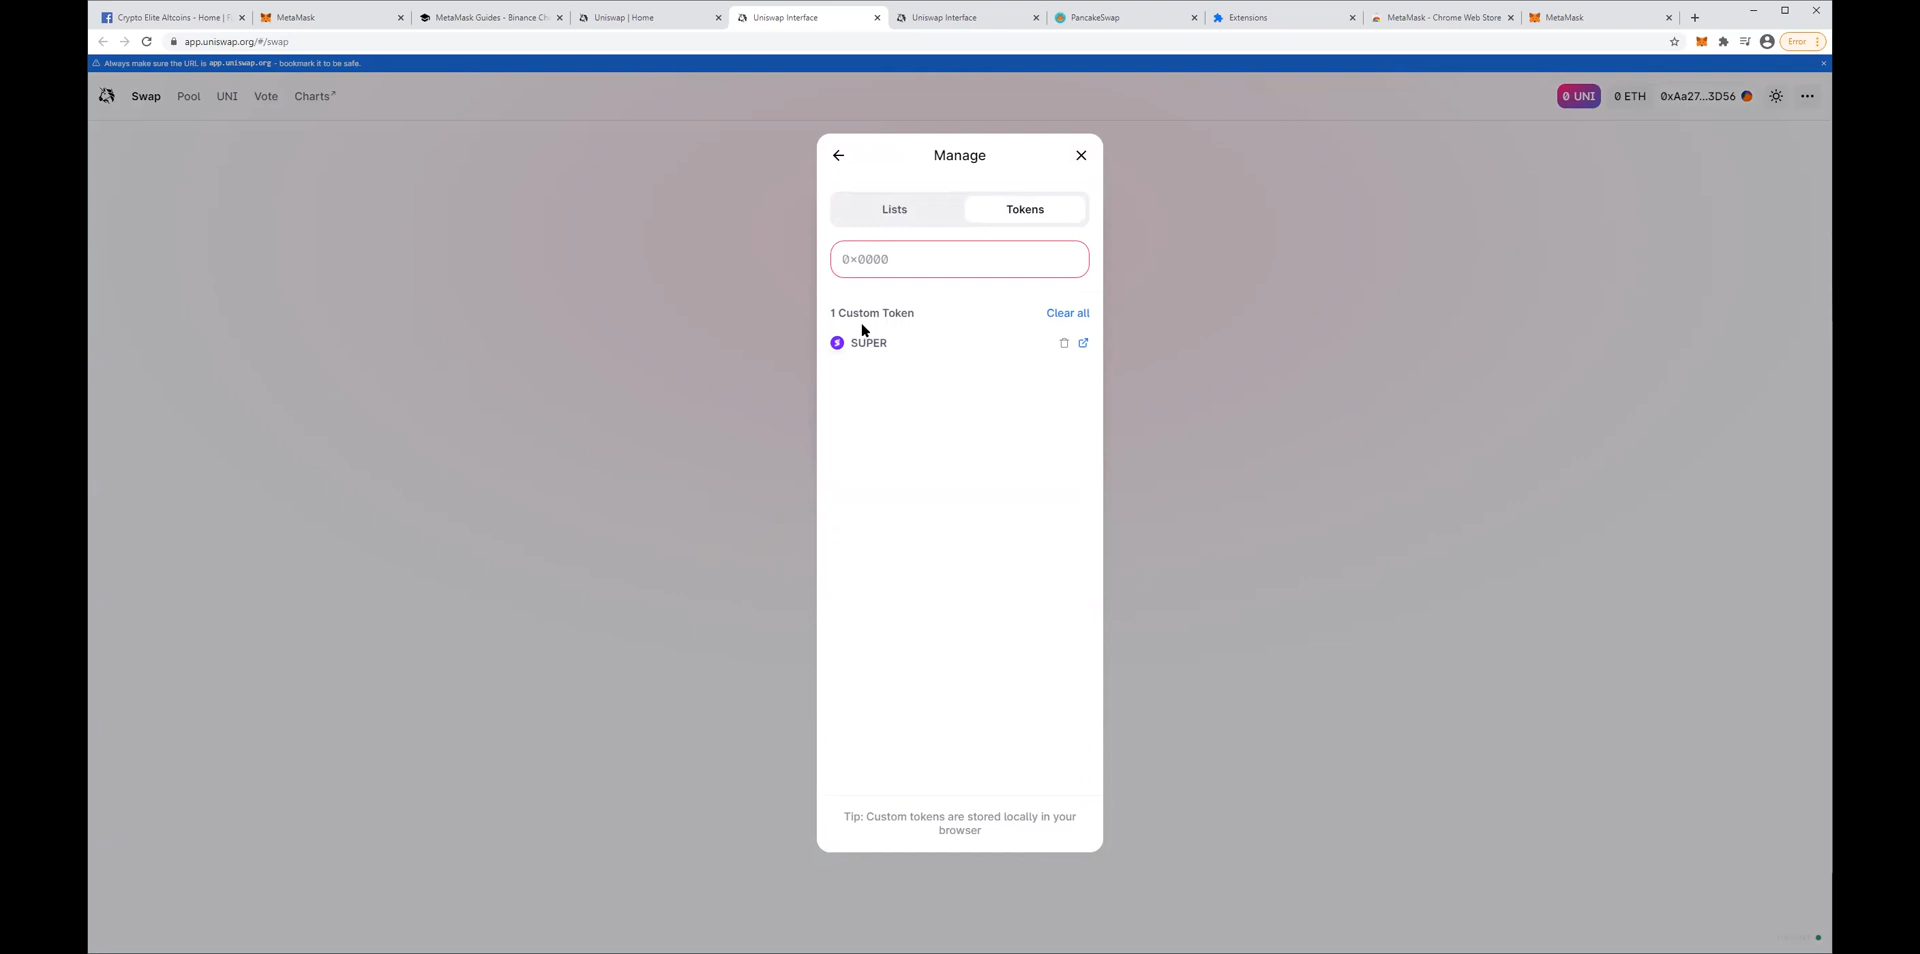 Crypto Elite Altcoins - Home | F
MetaMask
MetaMask Guides - Binance Ch
Uniswap | Home
Uniswap Interface
Uniswap Interface
PancakeSwap
Extensions
MetaMask - Chrome Web Store
MetaMask
app.uniswap.org/#/swap
Error
Always make sure the URL is app.uniswap.org - bookmark it to be safe.
Swap
Pool
UNI
Vote
Charts↗
0 UNI
0 ETH
0xAa27...3D56
Manage
Lists
Tokens
0x0000
1 Custom Token
Clear all
SUPER
Tip: Custom tokens are stored locally in your
browser